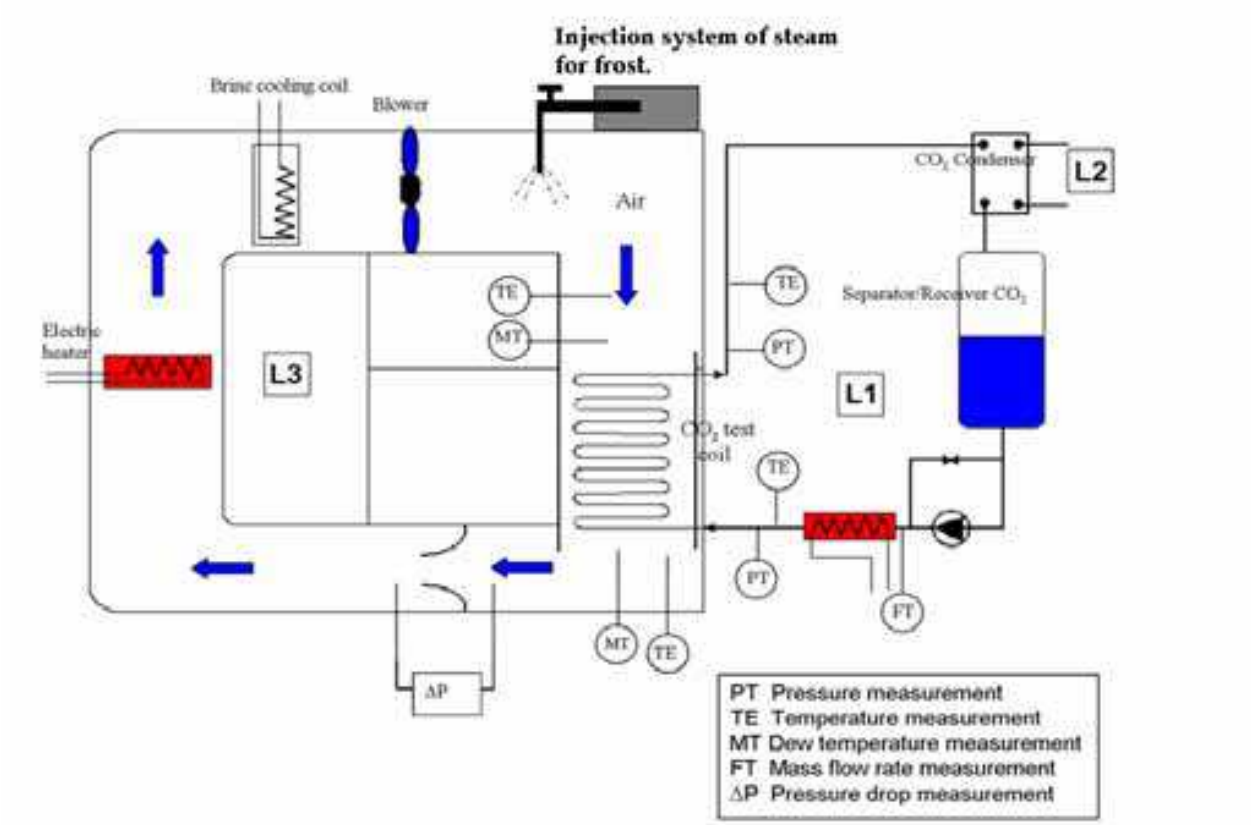 Injection system of steam
for frost.
Brine cooling coil
Blower
CO₂ Condenser
L2
Air
TE
TE
Separator/Receiver CO₂
MT
PT
Electric
heater
L3
L1
CO₂ test
coil
TE
PT
FT
MT
TE
ΔP
PT Pressure measurement
TE Temperature measurement
MT Dew temperature measurement
FT Mass flow rate measurement
ΔP Pressure drop measurement